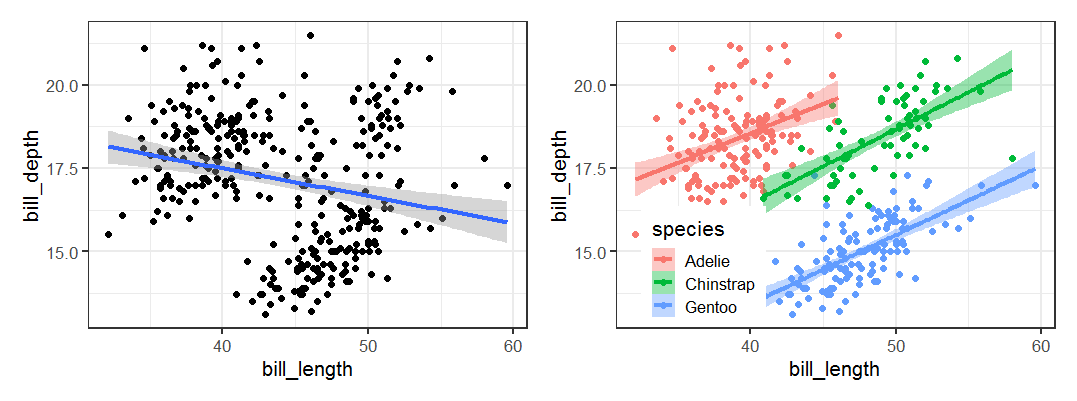 bill_depth
20.0
17.5
15.0
40 50 60
bill_length
bill_depth
20.0
17.5
15.0
species
Adelie
Chinstrap
Gentoo
40 50 60
bill_length